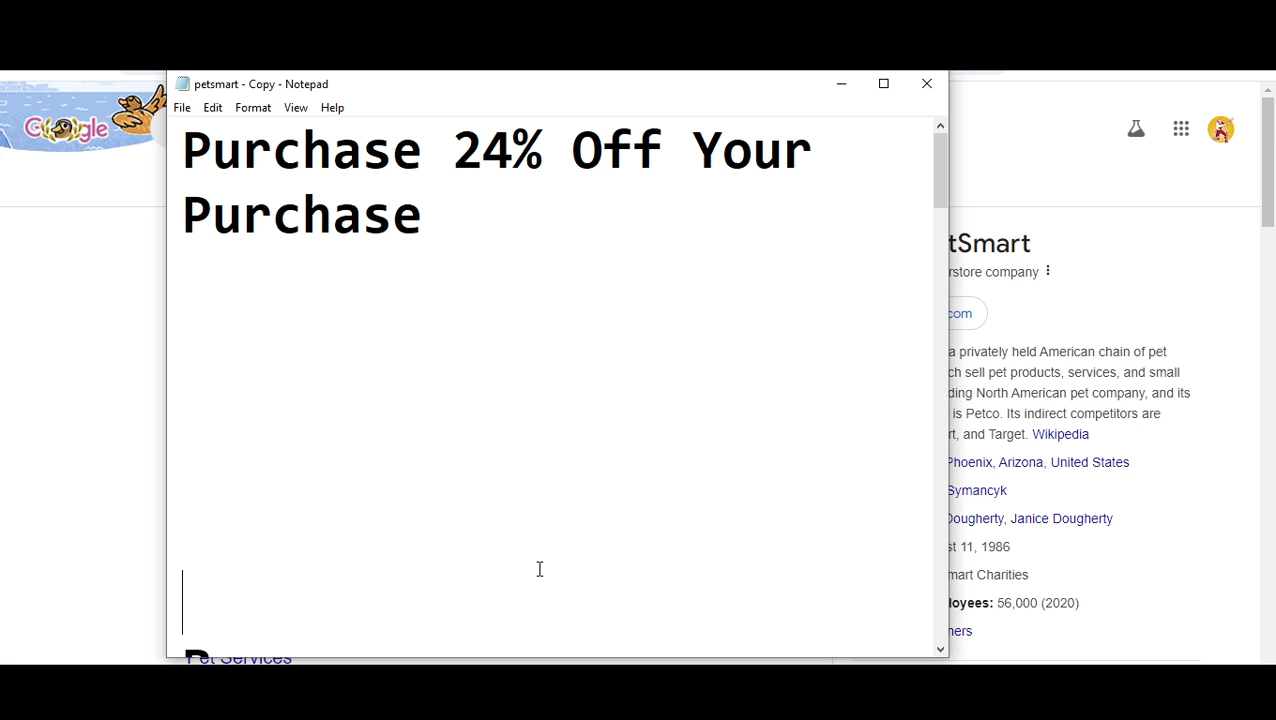 petsmart - Copy - Notepad
File Edit Format View Help
Purchase 24% Off Your
Purchase
Google
tSmart
rstore company
com
a privately held American chain of pet
ch sell pet products, services, and small
ding North American pet company, and its
is Petco. Its indirect competitors are
rt, and Target. Wikipedia
Phoenix, Arizona, United States
Symancyk
Dougherty, Janice Dougherty
st 11, 1986
mart Charities
loyees: 56,000 (2020)
ners
Pet Services